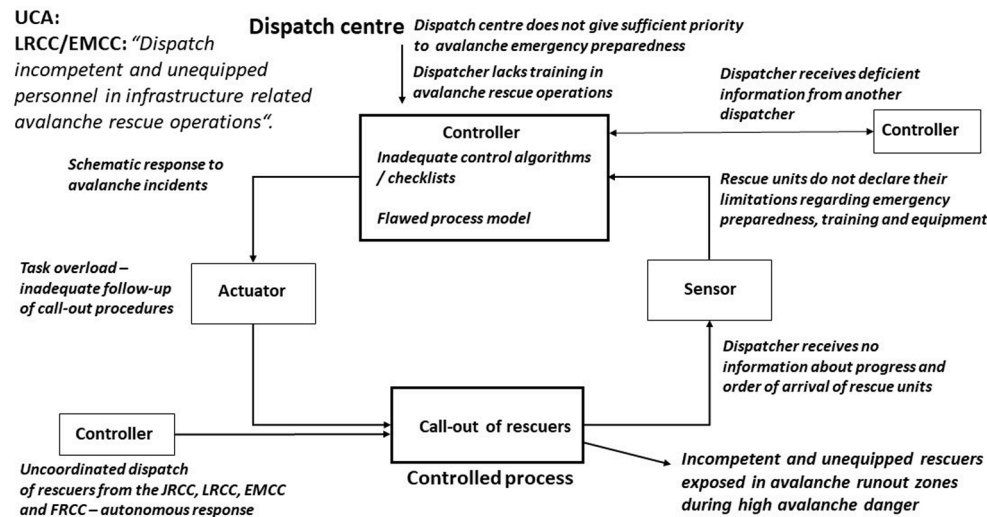 UCA:
LRCC/EMCC: “Dispatch
incompetent and unequipped
personnel in infrastructure related
avalanche rescue operations“.
Dispatch centre
Dispatch centre does not give sufficient priority
to avalanche emergency preparedness
Dispatcher lacks training in
avalanche rescue operations
Dispatcher receives deficient
information from another
dispatcher
Controller
Controller
Inadequate control algorithms
/ checklists
Flawed process model
Schematic response to
avalanche incidents
Rescue units do not declare their
limitations regarding emergency
preparedness, training and equipment
Task overload –
inadequate follow-up
of call-out procedures
Actuator
Sensor
Dispatcher receives no
information about progress and
order of arrival of rescue units
Controller
Call-out of rescuers
Controlled process
Uncoordinated dispatch
of rescuers from the JRCC, LRCC, EMCC
and FRCC – autonomous response
Incompetent and unequipped rescuers
exposed in avalanche runout zones
during high avalanche danger